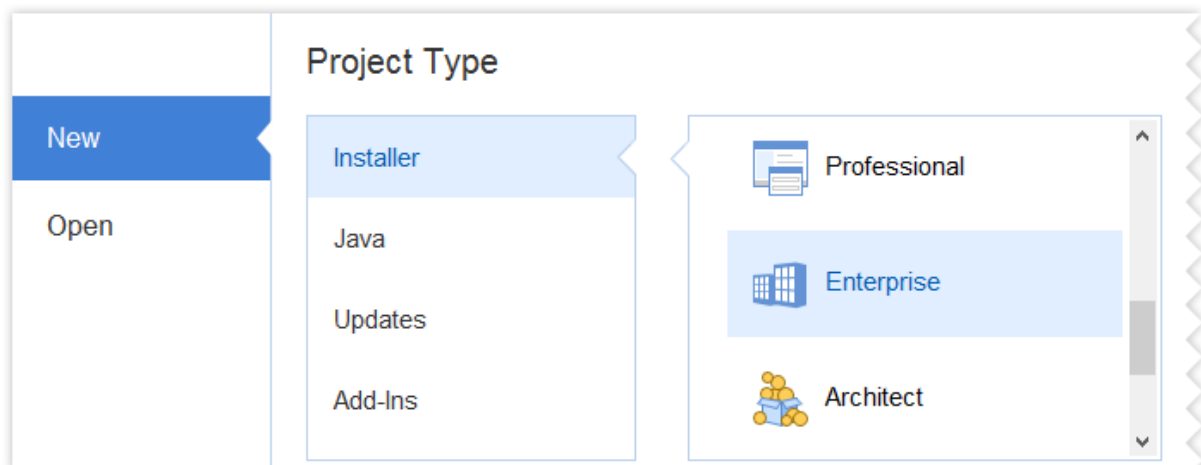 Project Type
New
Open
Installer
Java
Updates
Add-Ins
Professional
Enterprise
Architect